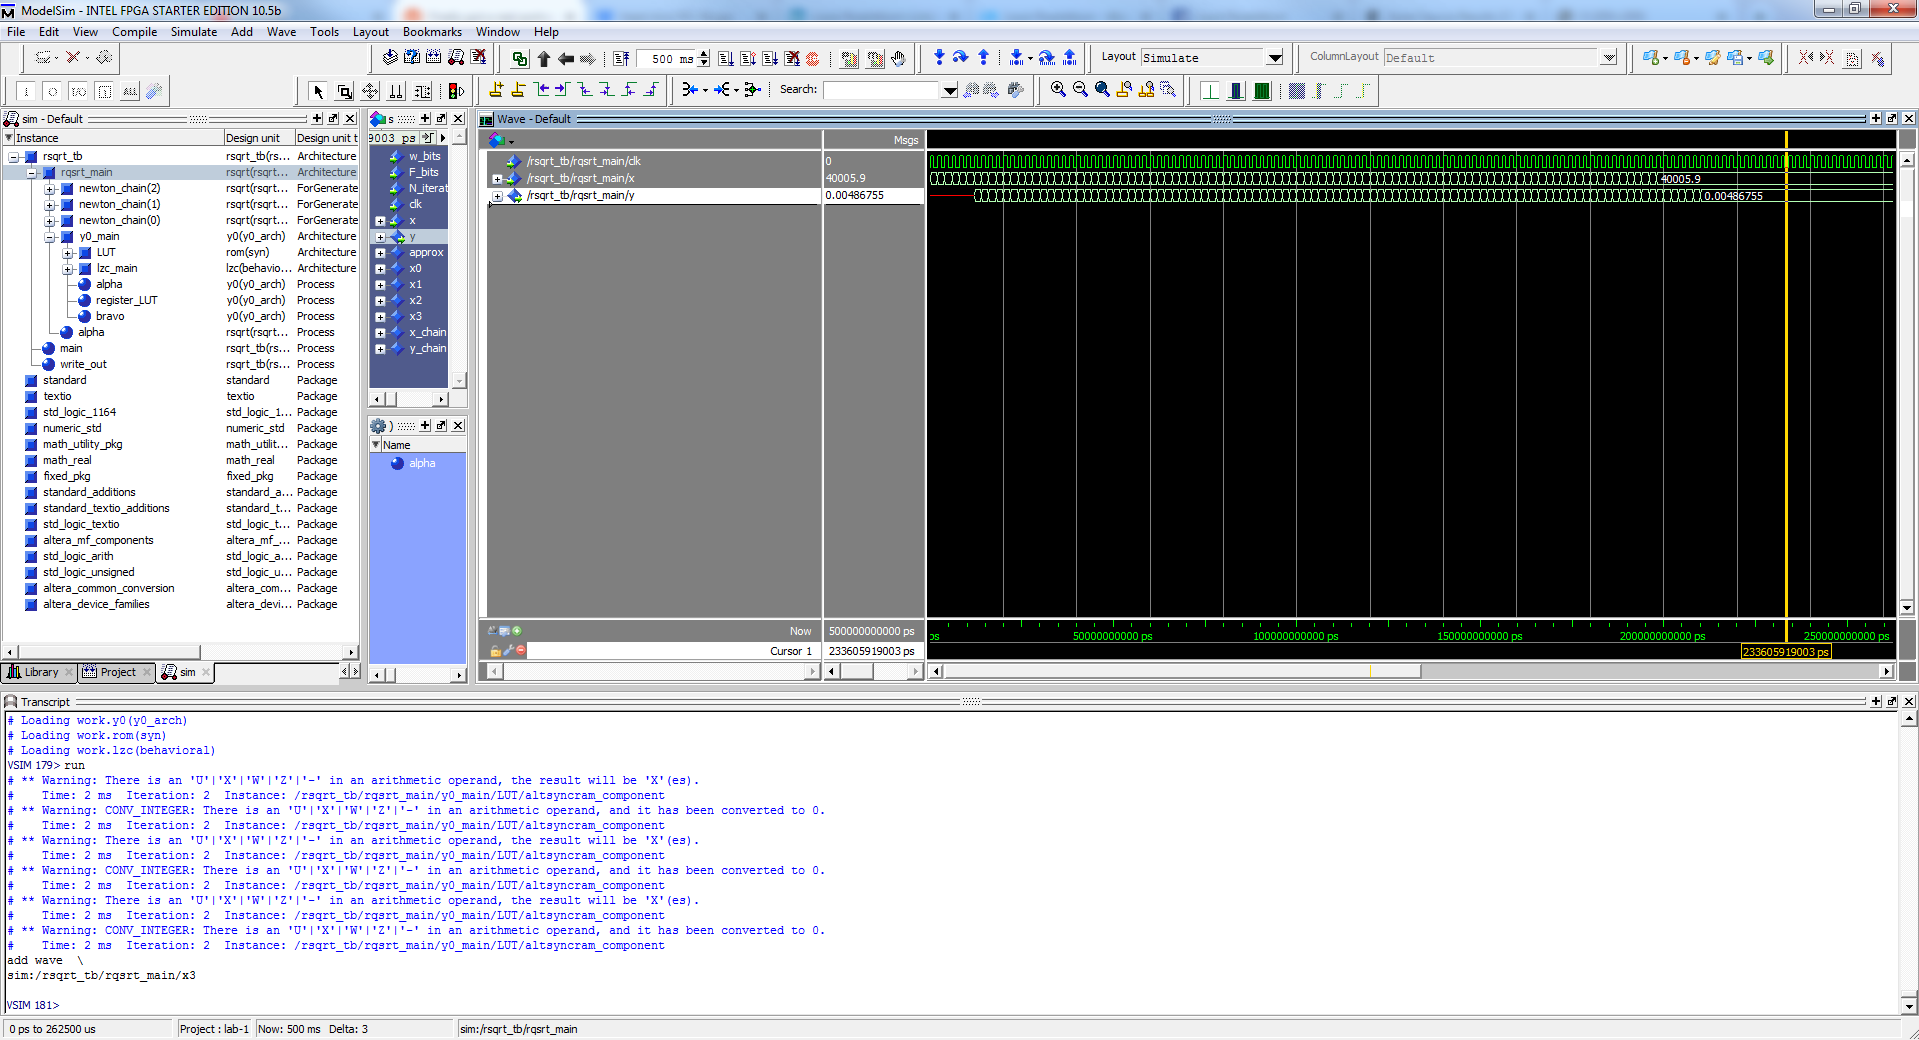 ModelSim - INTEL FPGA STARTER EDITION 10.5b
File Edit View Compile Simulate Add Wave Tools Layout Bookmarks Window Help
500 ms
Layout Simulate
ColumnLayout Default
ALL
Search:
sim - Default
Instance Design unit Design unit t
rsqrt_tb rsqrt_tb(rs... Architecture
rqsrt_main rsqrt(rsqrt... Architecture
newton_chain(2) rsqrt(rsqrt... ForGenerate
newton_chain(1) rsqrt(rsqrt... ForGenerate
newton_chain(0) rsqrt(rsqrt... ForGenerate
y0_main y0(y0_arch) Architecture
LUT rom(syn) Architecture
lzc_main lzc(behavio... Architecture
alpha y0(y0_arch) Process
register_LUT y0(y0_arch) Process
bravo y0(y0_arch) Process
alpha rsqrt(rsqrt... Process
main rsqrt_tb(rs... Process
write_out rsqrt_tb(rs... Process
standard standard Package
textio textio Package
std_logic_1164 std_logic_1... Package
numeric_std numeric_std Package
math_utility_pkg math_utilit... Package
math_real math_real Package
fixed_pkg fixed_pkg Package
standard_additions standard_a... Package
standard_textio_additions standard_t... Package
std_logic_textio std_logic_t... Package
altera_mf_components altera_mf_... Package
std_logic_arith std_logic_a... Package
std_logic_unsigned std_logic_u... Package
altera_common_conversion altera_com... Package
altera_device_families altera_devi... Package
Library Project sim
s
9003 ps
w_bits
F_bits
N_iterat
clk
x
y
approx
x0
x1
x2
x3
x_chain
y_chain
)
Name
alpha
Wave - Default
Msgs
/rsqrt_tb/rqsrt_main/clk 0
/rsqrt_tb/rqsrt_main/x 40005.9 40005.9
/rsqrt_tb/rqsrt_main/y 0.00486755 0.00486755
Now 500000000000 ps ps 50000000000 ps 100000000000 ps 150000000000 ps 200000000000 ps 250000000000 ps
Cursor 1 233605919003 ps 233605919003 ps
Transcript
# Loading work.y0(y0_arch)
# Loading work.rom(syn)
# Loading work.lzc(behavioral)
VSIM 179> run
# ** Warning: There is an 'U'|'X'|'W'|'Z'|'-' in an arithmetic operand, the result will be 'X'(es).
#    Time: 2 ms  Iteration: 2  Instance: /rsqrt_tb/rqsrt_main/y0_main/LUT/altsyncram_component
# ** Warning: CONV_INTEGER: There is an 'U'|'X'|'W'|'Z'|'-' in an arithmetic operand, and it has been converted to 0.
#    Time: 2 ms  Iteration: 2  Instance: /rsqrt_tb/rqsrt_main/y0_main/LUT/altsyncram_component
# ** Warning: There is an 'U'|'X'|'W'|'Z'|'-' in an arithmetic operand, the result will be 'X'(es).
#    Time: 2 ms  Iteration: 2  Instance: /rsqrt_tb/rqsrt_main/y0_main/LUT/altsyncram_component
# ** Warning: CONV_INTEGER: There is an 'U'|'X'|'W'|'Z'|'-' in an arithmetic operand, and it has been converted to 0.
#    Time: 2 ms  Iteration: 2  Instance: /rsqrt_tb/rqsrt_main/y0_main/LUT/altsyncram_component
# ** Warning: There is an 'U'|'X'|'W'|'Z'|'-' in an arithmetic operand, the result will be 'X'(es).
#    Time: 2 ms  Iteration: 2  Instance: /rsqrt_tb/rqsrt_main/y0_main/LUT/altsyncram_component
# ** Warning: CONV_INTEGER: There is an 'U'|'X'|'W'|'Z'|'-' in an arithmetic operand, and it has been converted to 0.
#    Time: 2 ms  Iteration: 2  Instance: /rsqrt_tb/rqsrt_main/y0_main/LUT/altsyncram_component
add wave  \
sim:/rsqrt_tb/rqsrt_main/x3
VSIM 181>
0 ps to 262500 us Project : lab-1 Now: 500 ms Delta: 3 sim:/rsqrt_tb/rqsrt_main